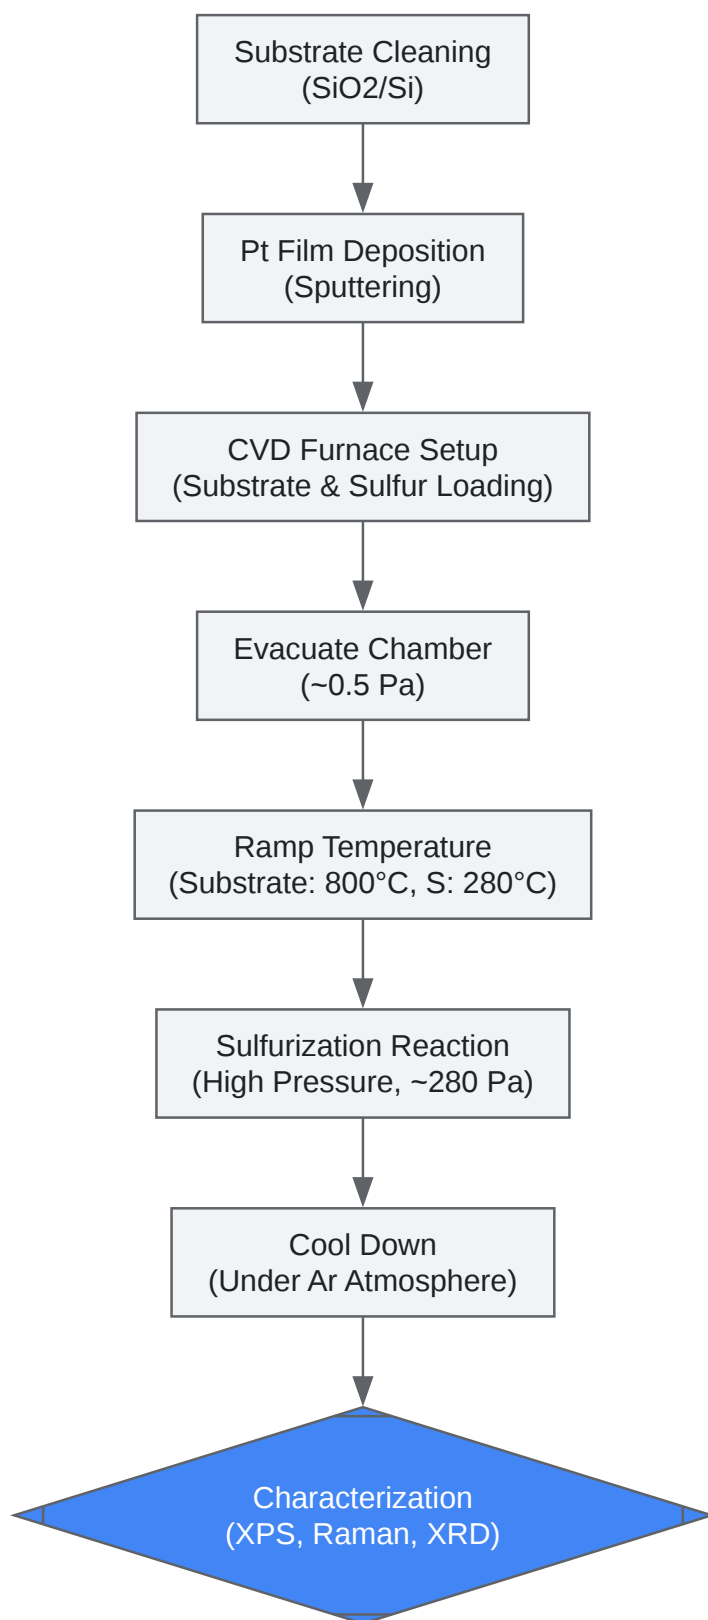 Substrate Cleaning
(SiO2/Si)
Pt Film Deposition
(Sputtering)
CVD Furnace Setup
(Substrate & Sulfur Loading)
Evacuate Chamber
(~0.5 Pa)
Ramp Temperature
(Substrate: 800°C, S: 280°C)
Sulfurization Reaction
(High Pressure, ~280 Pa)
Cool Down
(Under Ar Atmosphere)
Characterization
(XPS, Raman, XRD)